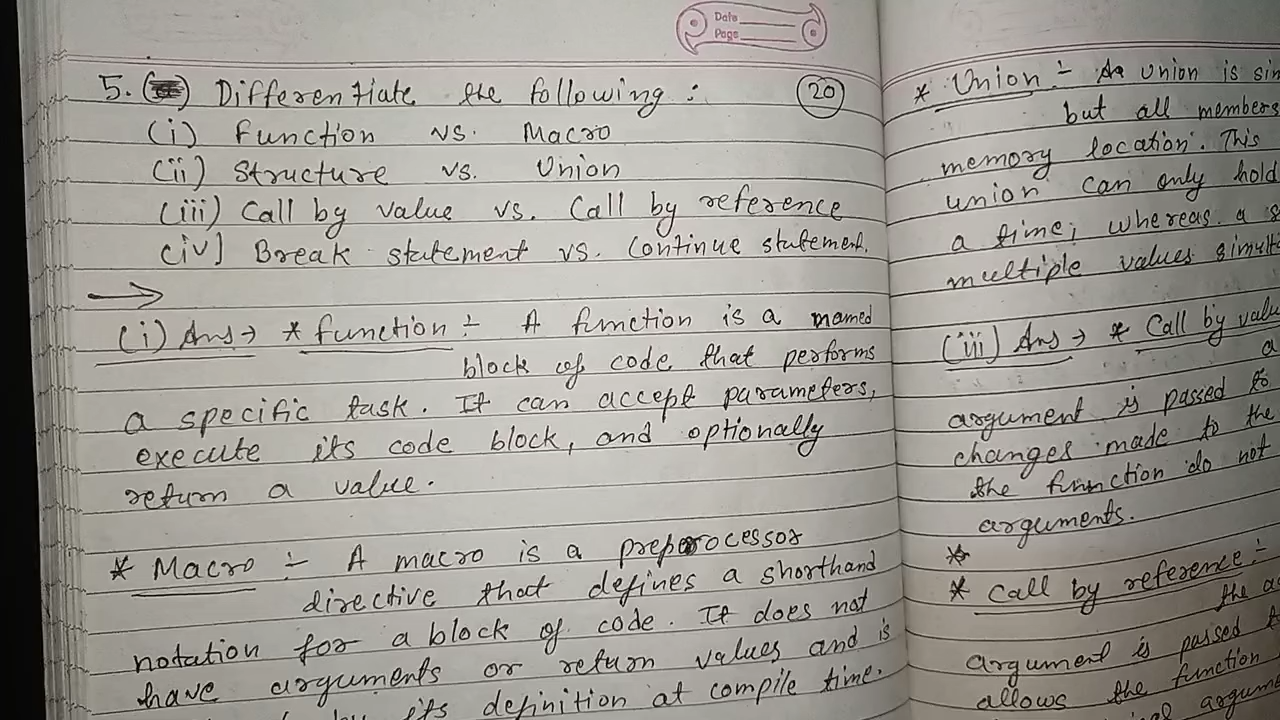 Date
Page
5. Differentiate the following : 20
(i) Function vs. Macro
(ii) Structure vs. Union
(iii) Call by value vs. Call by reference
(iv) Break statement vs. Continue statement.
(i) Ans → * function :- A function is a named
block of code that performs
a specific task. It can accept parameters,
execute its code block, and optionally
return a value.
* Macro :- A macro is a preprocessor
directive that defines a shorthand
notation for a block of code. It does not
have arguments or return values and is
its definition at compile time.
* Union :- A union is
but all members
memory location. This
union can only hold
a time; whereas a
multiple values
(iii) Ans → * Call by
a
argument is passed to
changes made to the
the function do not
arguments.
*
* Call by reference :-
the
argument is passed
allows the function